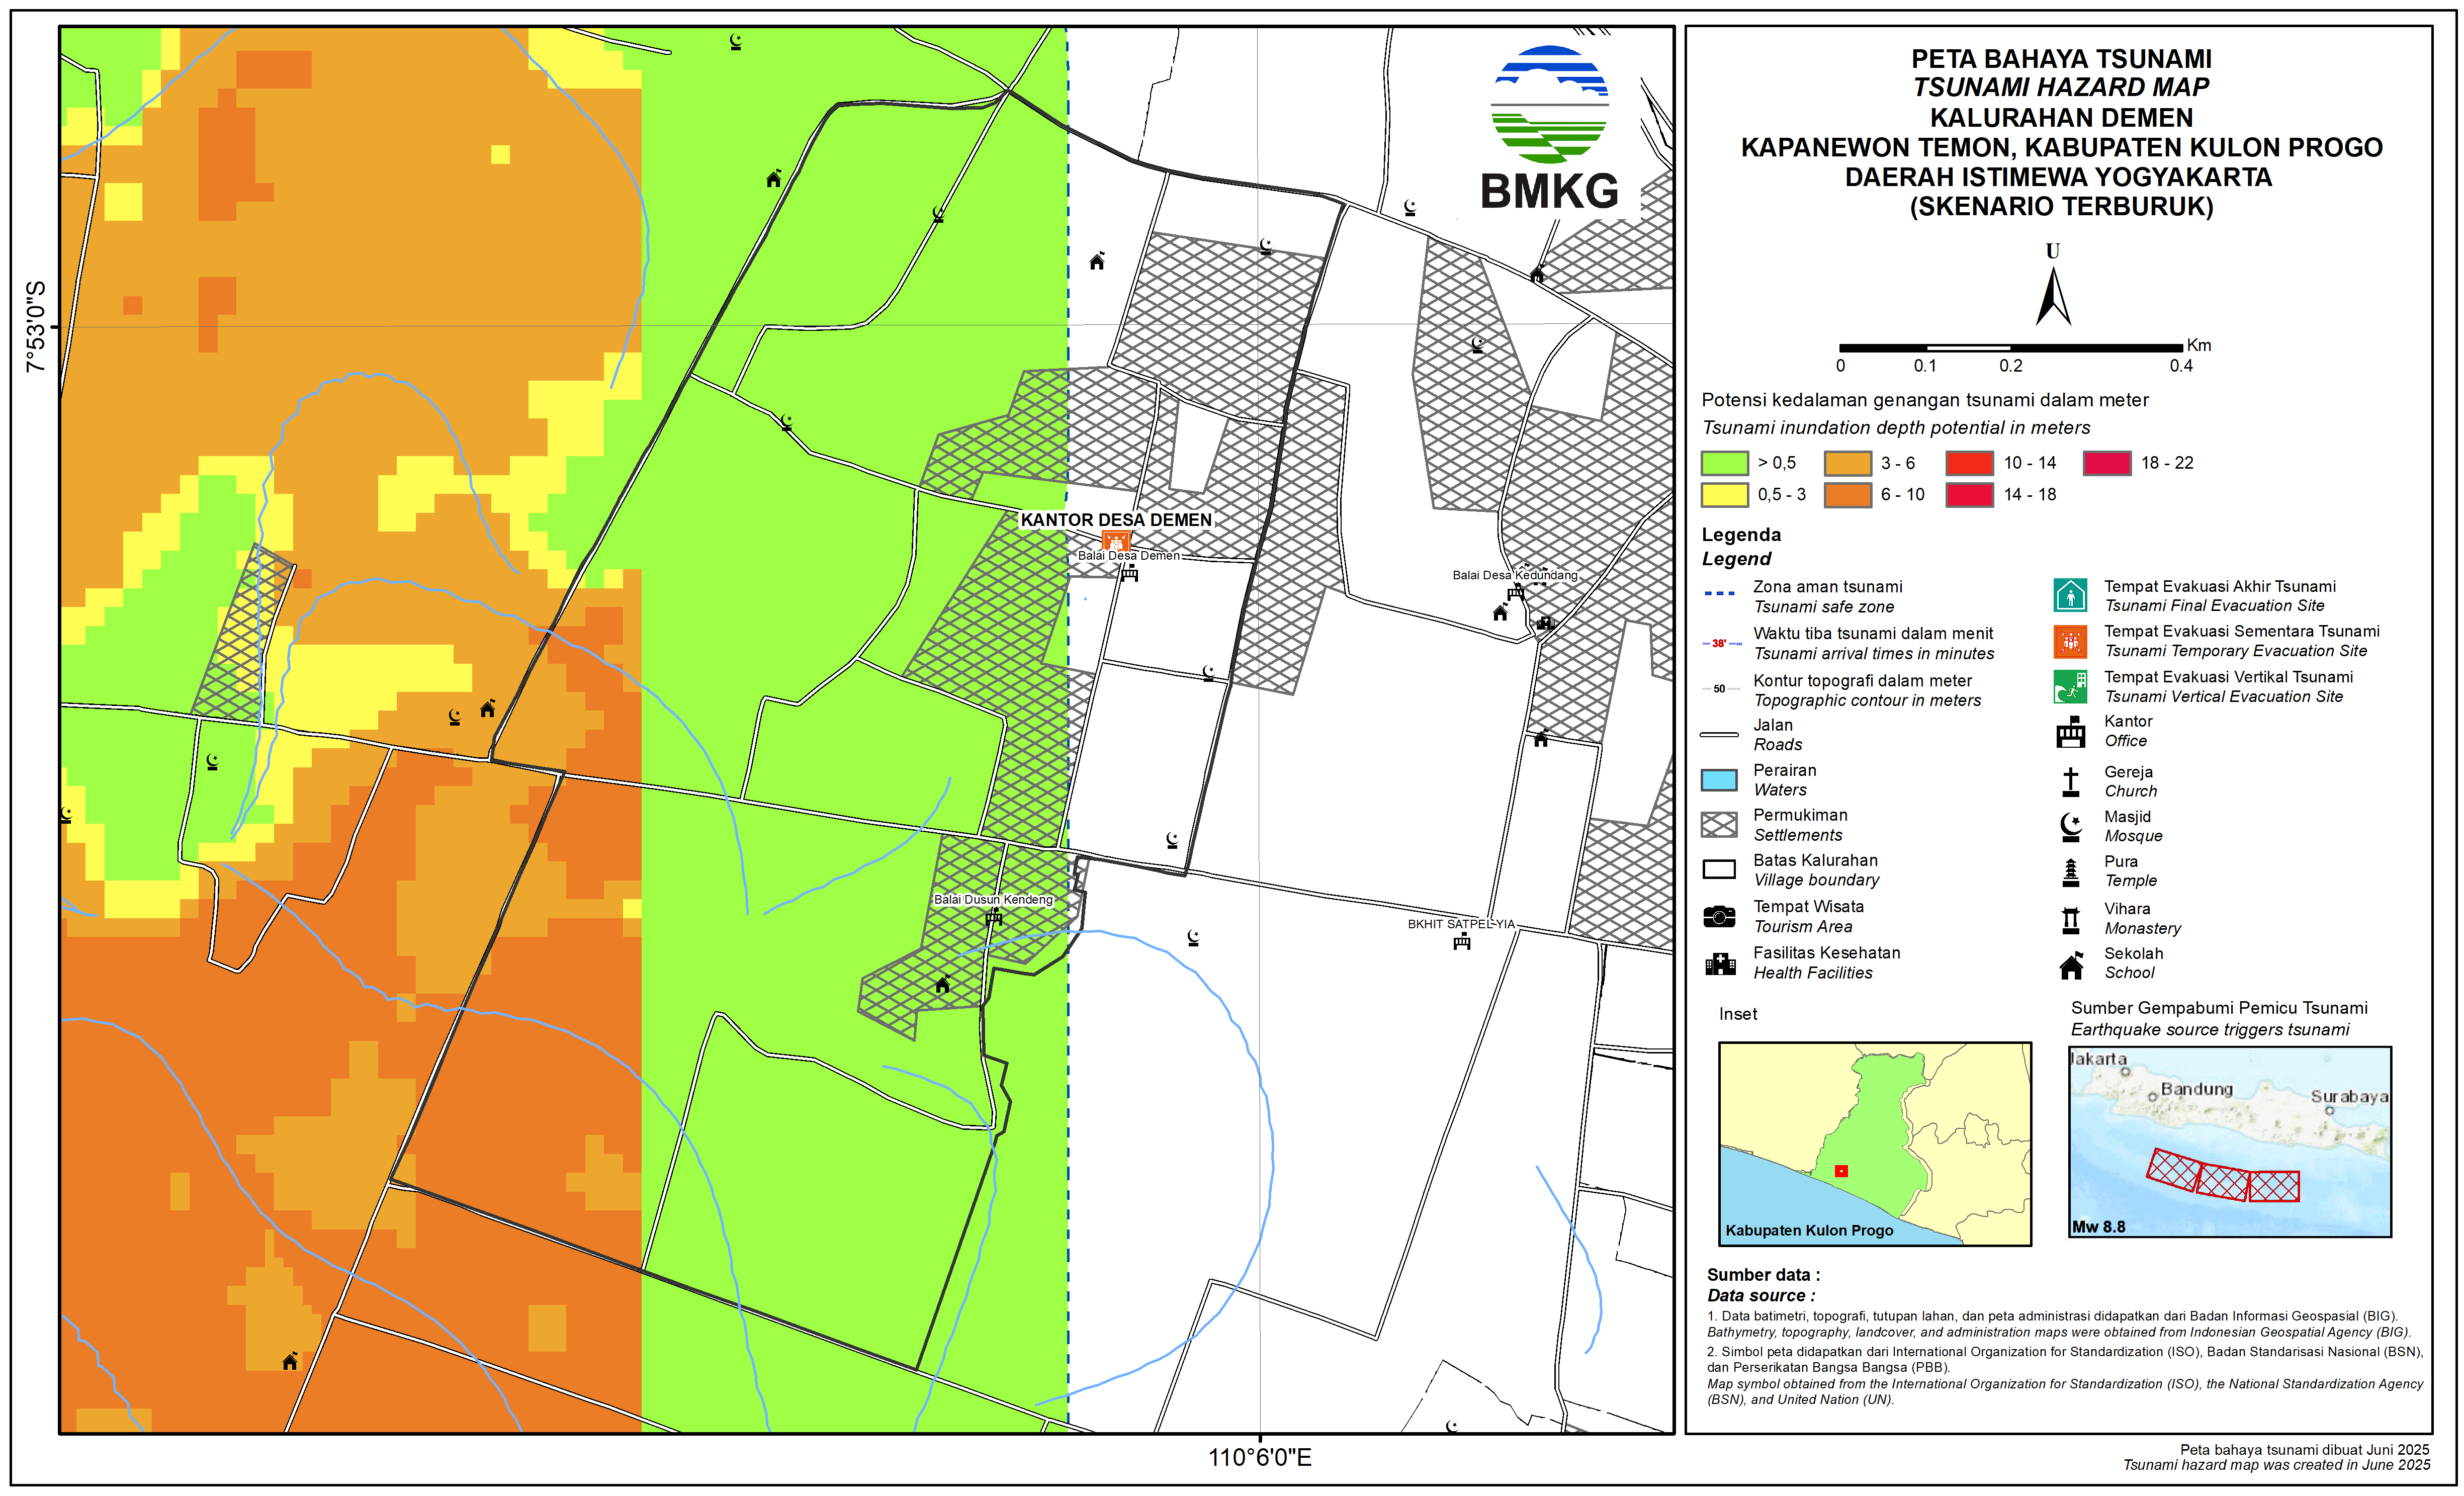 PETA BAHAYA TSUNAMI
TSUNAMI HAZARD MAP
KALURAHAN DEMEN
KAPANEWON TEMON, KABUPATEN KULON PROGO
DAERAH ISTIMEWA YOGYAKARTA
(SKENARIO TERBURUK)
U
Km
0 0.1 0.2 0.4
Potensi kedalaman genangan tsunami dalam meter
Tsunami inundation depth potential in meters
> 0,5 3 - 6 10 - 14 18 - 22
0,5 - 3 6 - 10 14 - 18
Legenda
Legend
Zona aman tsunami
Tsunami safe zone
38'
Waktu tiba tsunami dalam menit
Tsunami arrival times in minutes
50
Kontur topografi dalam meter
Topographic contour in meters
Jalan
Roads
Perairan
Waters
Permukiman
Settlements
Batas Kalurahan
Village boundary
Tempat Wisata
Tourism Area
Fasilitas Kesehatan
Health Facilities
Tempat Evakuasi Akhir Tsunami
Tsunami Final Evacuation Site
Tempat Evakuasi Sementara Tsunami
Tsunami Temporary Evacuation Site
Tempat Evakuasi Vertikal Tsunami
Tsunami Vertical Evacuation Site
Kantor
Office
Gereja
Church
Masjid
Mosque
Pura
Temple
Vihara
Monastery
Sekolah
School
Inset
Kabupaten Kulon Progo
Sumber Gempabumi Pemicu Tsunami
Earthquake source triggers tsunami
Jakarta
Bandung
Surabaya
Mw 8.8
Sumber data :
Data source :
1. Data batimetri, topografi, tutupan lahan, dan peta administrasi didapatkan dari Badan Informasi Geospasial (BIG).
Bathymetry, topography, landcover, and administration maps were obtained from Indonesian Geospatial Agency (BIG).
2. Simbol peta didapatkan dari International Organization for Standardization (ISO), Badan Standarisasi Nasional (BSN),
dan Perserikatan Bangsa Bangsa (PBB).
Map symbol obtained from the International Organization for Standardization (ISO), the National Standardization Agency
(BSN), and United Nation (UN).
Peta bahaya tsunami dibuat Juni 2025
Tsunami hazard map was created in June 2025
BMKG
7°53'0"S
KANTOR DESA DEMEN
Balai Desa Demen
Balai Desa Kedundang
Balai Dusun Kendeng
BKHIT SATPEL YIA
110°6'0"E